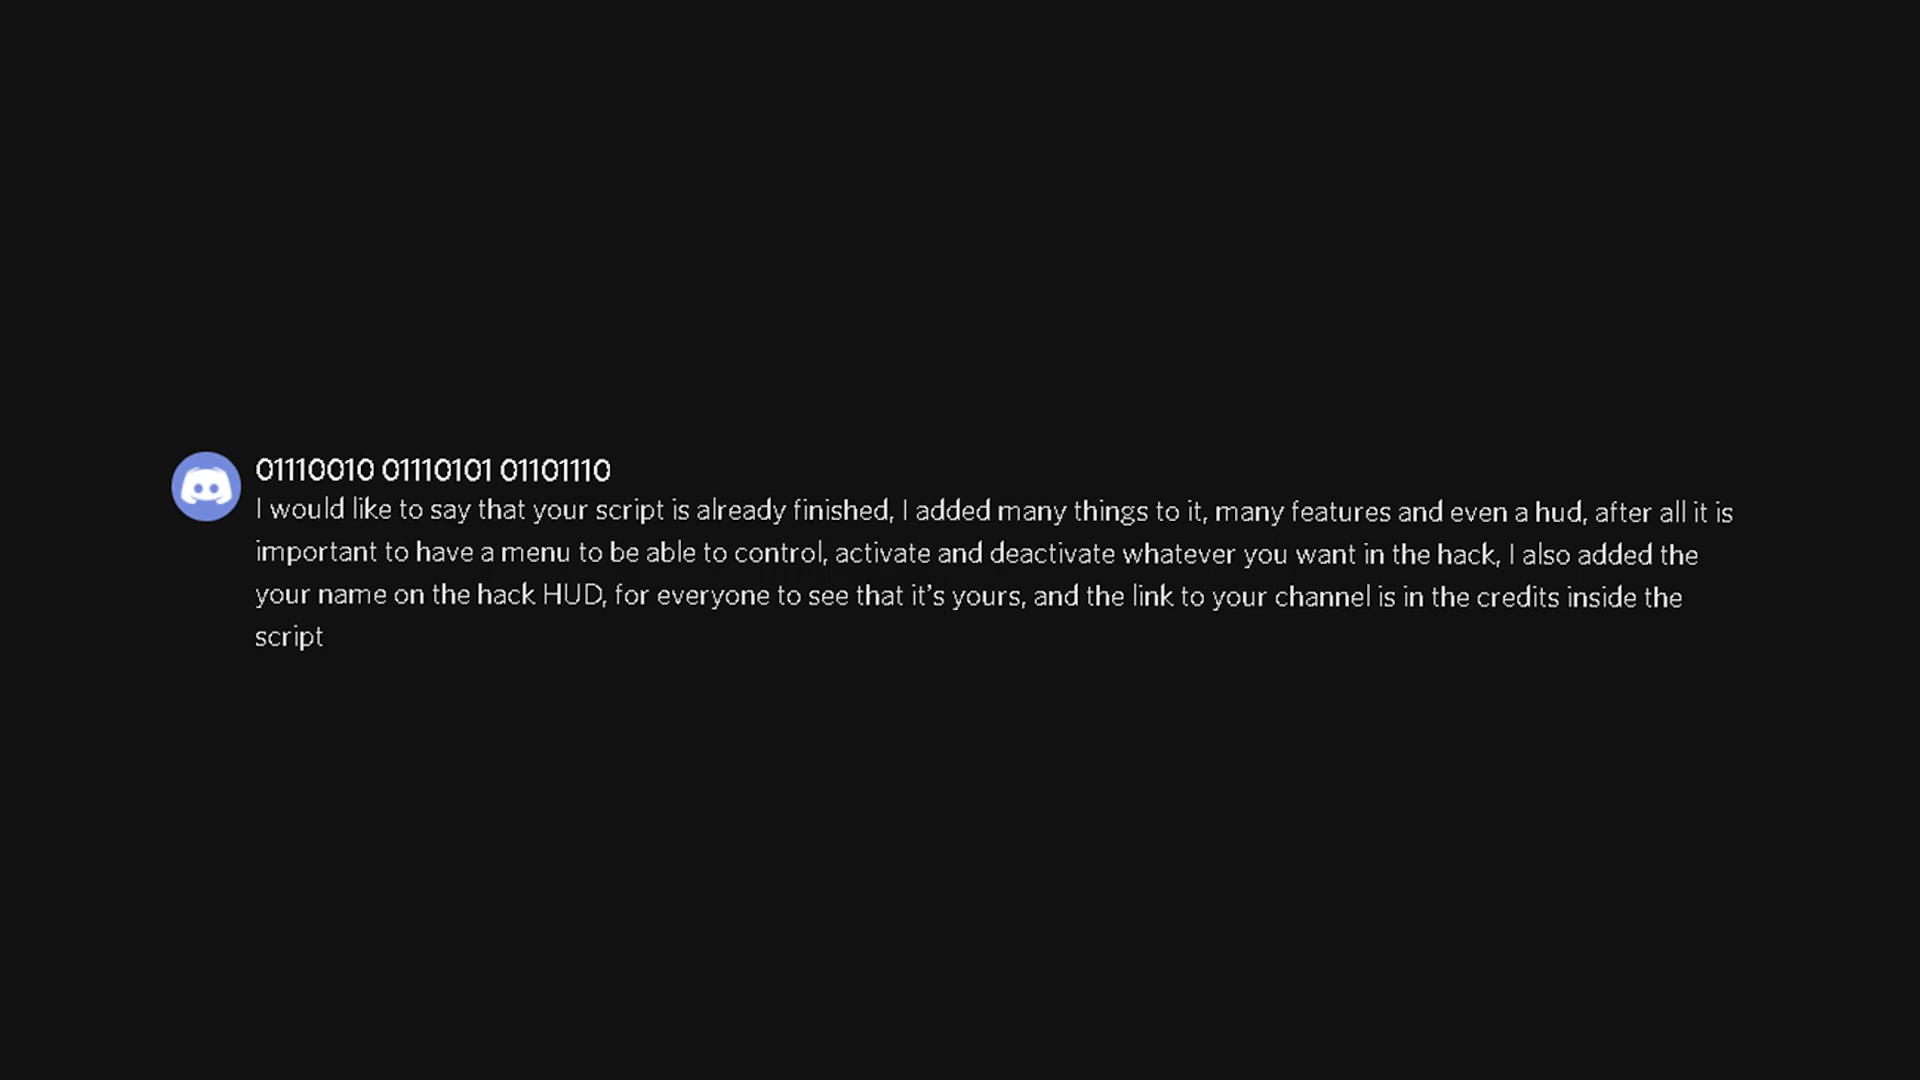 01110010 01110101 01101110
I would like to say that your script is already finished, I added many things to it, many features and even a hud, after all it is
important to have a menu to be able to control, activate and deactivate whatever you want in the hack, I also added the
your name on the hack HUD, for everyone to see that it’s yours, and the link to your channel is in the credits inside the
script